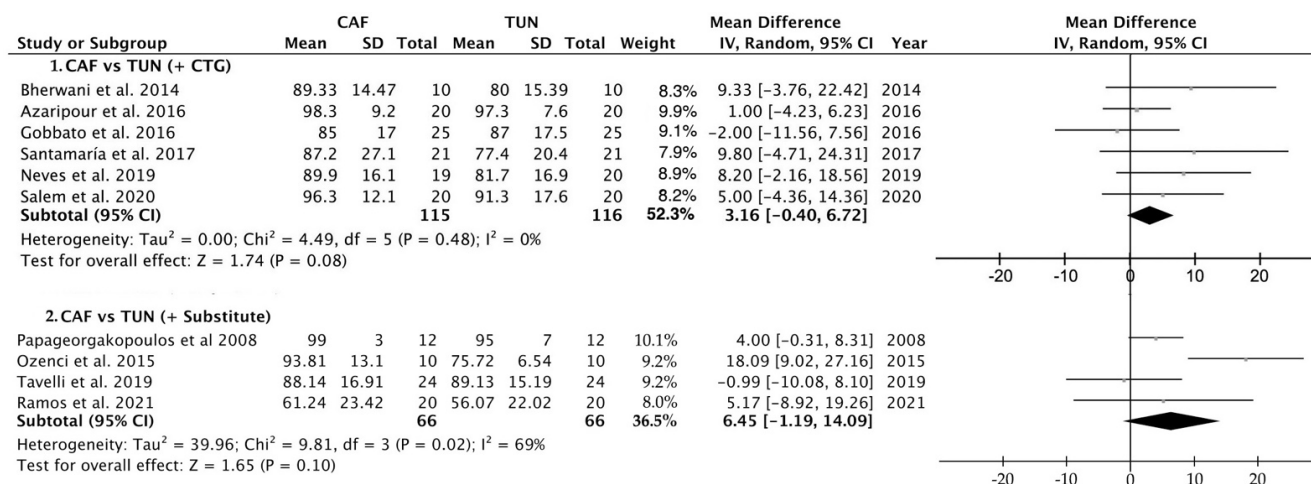 CAF TUN Mean Difference Mean Difference
Study or Subgroup Mean SD Total Mean SD Total Weight IV, Random, 95% CI Year IV, Random, 95% CI
1. CAF vs TUN (+ CTG)
Bherwani et al. 2014 89.33 14.47 10 80 15.39 10 8.3% 9.33 [-3.76, 22.42] 2014
Azaripour et al. 2016 98.3 9.2 20 97.3 7.6 20 9.9% 1.00 [-4.23, 6.23] 2016
Gobbato et al. 2016 85 17 25 87 17.5 25 9.1% -2.00 [-11.56, 7.56] 2016
Santamaría et al. 2017 87.2 27.1 21 77.4 20.4 21 7.9% 9.80 [-4.71, 24.31] 2017
Neves et al. 2019 89.9 16.1 19 81.7 16.9 20 8.9% 8.20 [-2.16, 18.56] 2019
Salem et al. 2020 96.3 12.1 20 91.3 17.6 20 8.2% 5.00 [-4.36, 14.36] 2020
Subtotal (95% CI) 115 116 52.3% 3.16 [-0.40, 6.72]
Heterogeneity: Tau² = 0.00; Chi² = 4.49, df = 5 (P = 0.48); I² = 0%
Test for overall effect: Z = 1.74 (P = 0.08)
-20 -10 0 10 20
2. CAF vs TUN (+ Substitute)
Papageorgakopoulos et al 2008 99 3 12 95 7 12 10.1% 4.00 [-0.31, 8.31] 2008
Ozenci et al. 2015 93.81 13.1 10 75.72 6.54 10 9.2% 18.09 [9.02, 27.16] 2015
Tavelli et al. 2019 88.14 16.91 24 89.13 15.19 24 9.2% -0.99 [-10.08, 8.10] 2019
Ramos et al. 2021 61.24 23.42 20 56.07 22.02 20 8.0% 5.17 [-8.92, 19.26] 2021
Subtotal (95% CI) 66 66 36.5% 6.45 [-1.19, 14.09]
Heterogeneity: Tau² = 39.96; Chi² = 9.81, df = 3 (P = 0.02); I² = 69%
Test for overall effect: Z = 1.65 (P = 0.10)
-20 -10 0 10 20